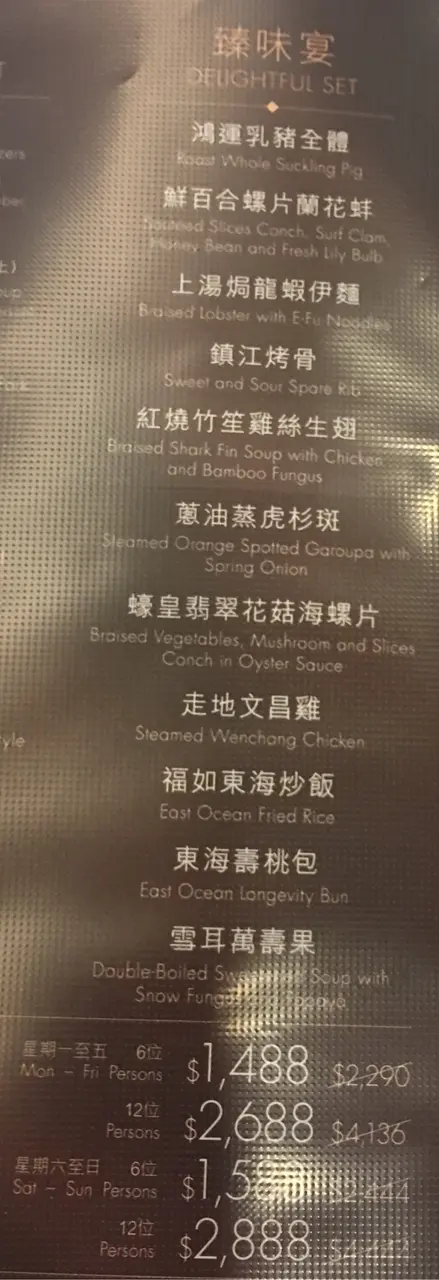 臻味宴
DELIGHTFUL SET
鴻運乳豬全體
Roast Whole Suckling Pig
鮮百合螺片蘭花蚌
Sauteed Slices Conch, Surf Clam,
Honey Bean and Fresh Lily Bulb
上湯焗龍蝦伊麵
Braised Lobster with E-Fu Noodles
鎮江烤骨
Sweet and Sour Spare Rib
紅燒竹笙雞絲生翅
Braised Shark Fin Soup with Chicken
and Bamboo Fungus
蔥油蒸虎杉斑
Steamed Orange Spotted Garoupa with
Spring Onion
蠔皇翡翠花菇海螺片
Braised Vegetables, Mushroom and Slices
Conch in Oyster Sauce
走地文昌雞
Steamed Wenchang Chicken
福如東海炒飯
East Ocean Fried Rice
東海壽桃包
East Ocean Longevity Bun
雪耳萬壽果
Double-Boiled Soup with
Snow Fungus
星期一至五 6位 $1,488 $2,290
Mon – Fri Persons
12位 $2,688 $4,136
Persons
星期六至日 6位 $2,444
Sat – Sun Persons
12位 $2,888
Persons